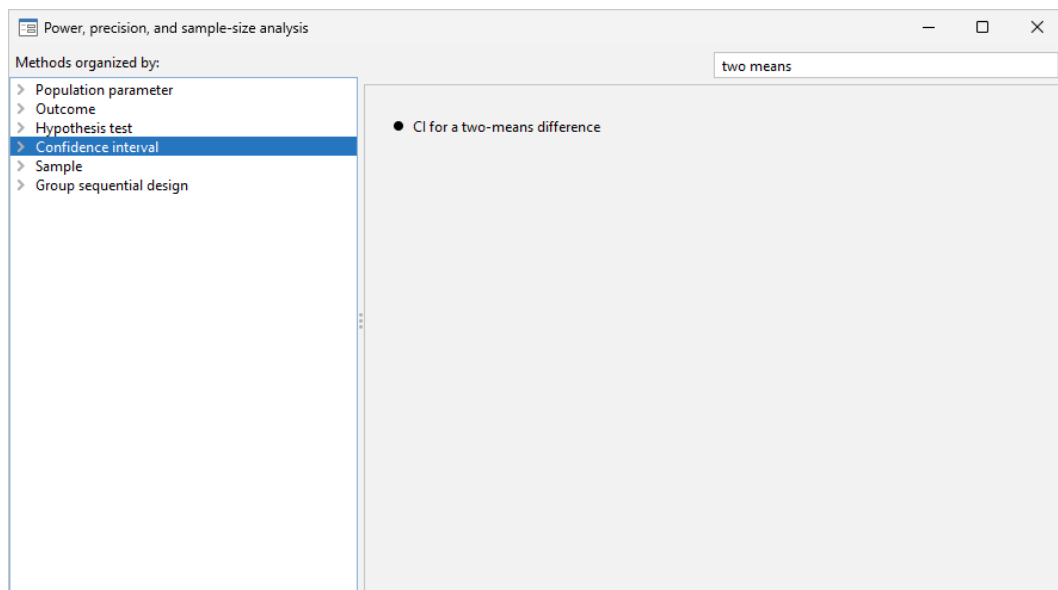 Power, precision, and sample-size analysis
Methods organized by:
two means
Population parameter
Outcome
Hypothesis test
Confidence interval
Sample
Group sequential design
CI for a two-means difference